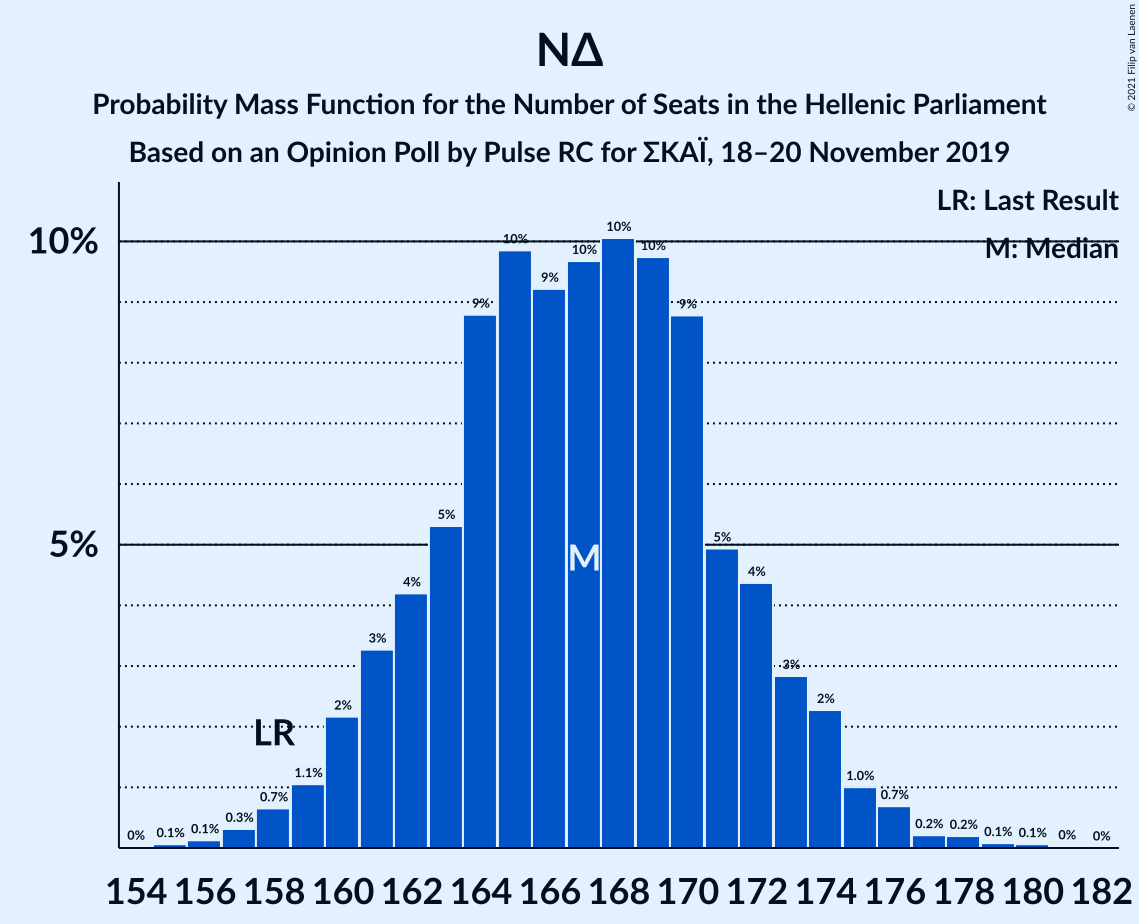 ΝΔ
Probability Mass Function for the Number of Seats in the Hellenic Parliament
Based on an Opinion Poll by Pulse RC for ΣΚΑΪ, 18–20 November 2019
© 2021 Filip van Laenen
LR: Last Result
M: Median
10%
5%
0% 0.1% 0.1% 0.3% 0.7% 1.1% 2% 3% 4% 5% 9% 10% 9% 10% 10% 10% 9% 5% 4% 3% 2% 1.0% 0.7% 0.2% 0.2% 0.1% 0.1% 0% 0%
LR
M
154 156 158 160 162 164 166 168 170 172 174 176 178 180 182